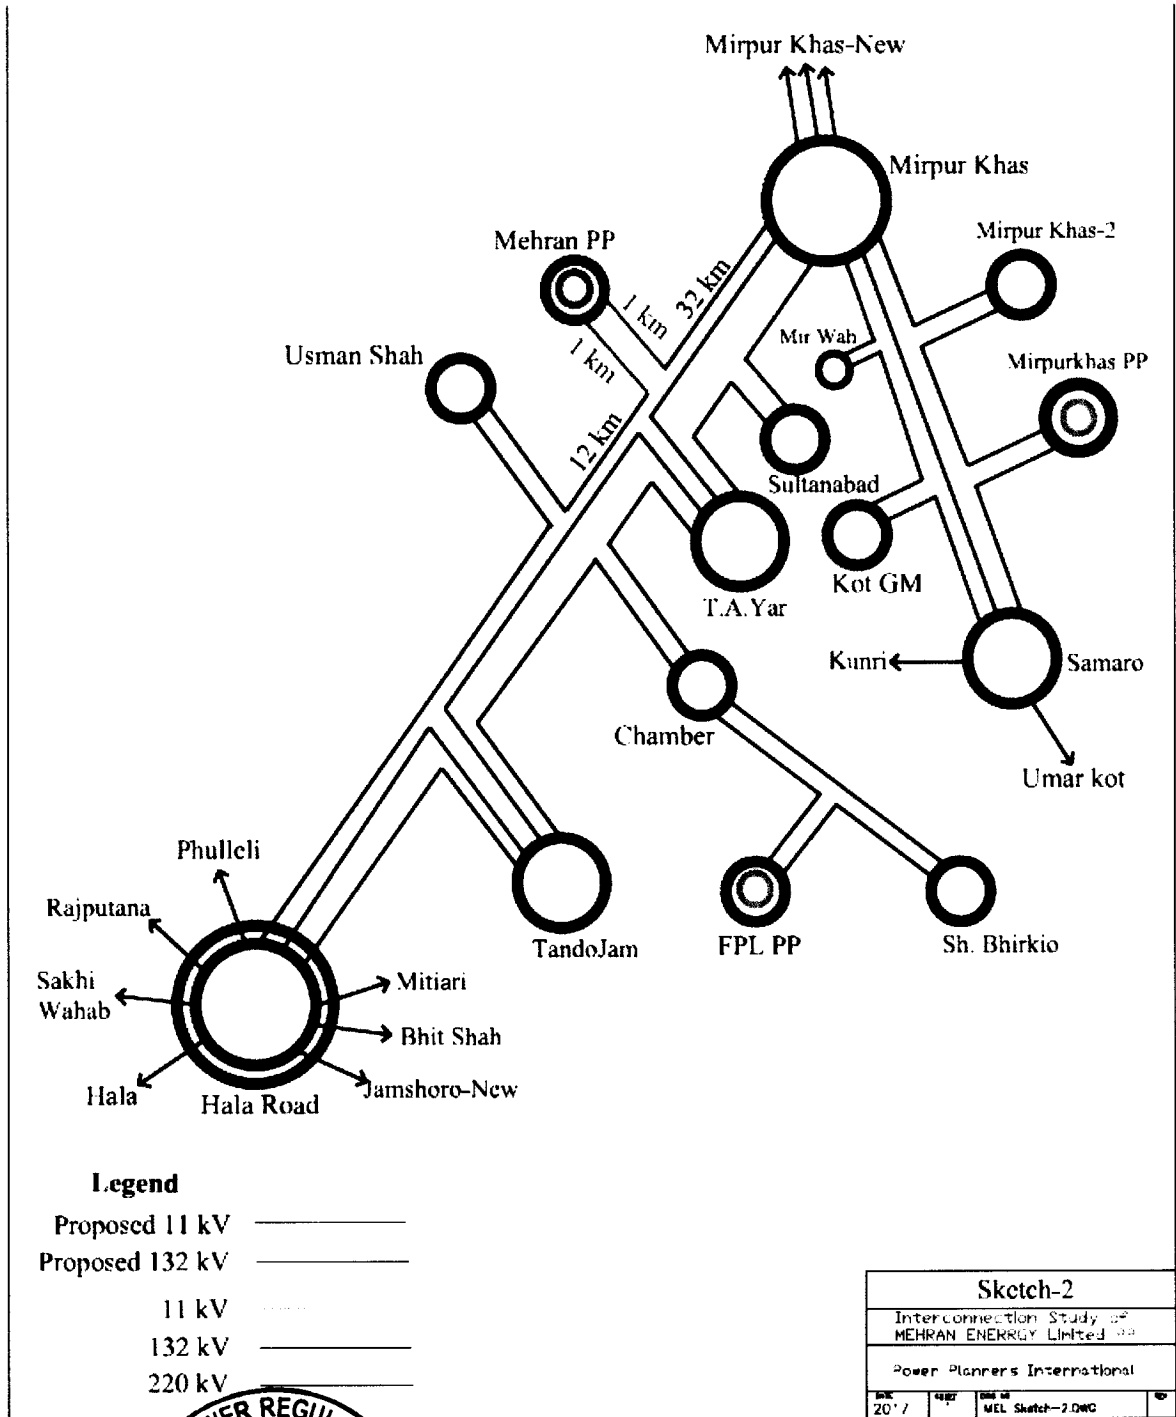 Mirpur Khas-New
Mirpur Khas
Mirpur Khas-2
Mehran PP
32 km
1 km
1 km
Mir Wah
Mirpurkhas PP
Usman Shah
12 km
Sultanabad
Kot GM
T.A.Yar
Kunri
Samaro
Chamber
Umar kot
Phulleli
Rajputana
TandoJam
FPL PP
Sh. Bhirkio
Sakhi
Wahab
Mitiari
Bhit Shah
Hala
Hala Road
Jamshoro-New
Legend
Proposed 11 kV
Proposed 132 kV
11 kV
132 kV
220 kV
Sketch-2
Interconnection Study of
MEHRAN ENERRGY Limited
Power Planners International
MEL Sketch-2.DWG